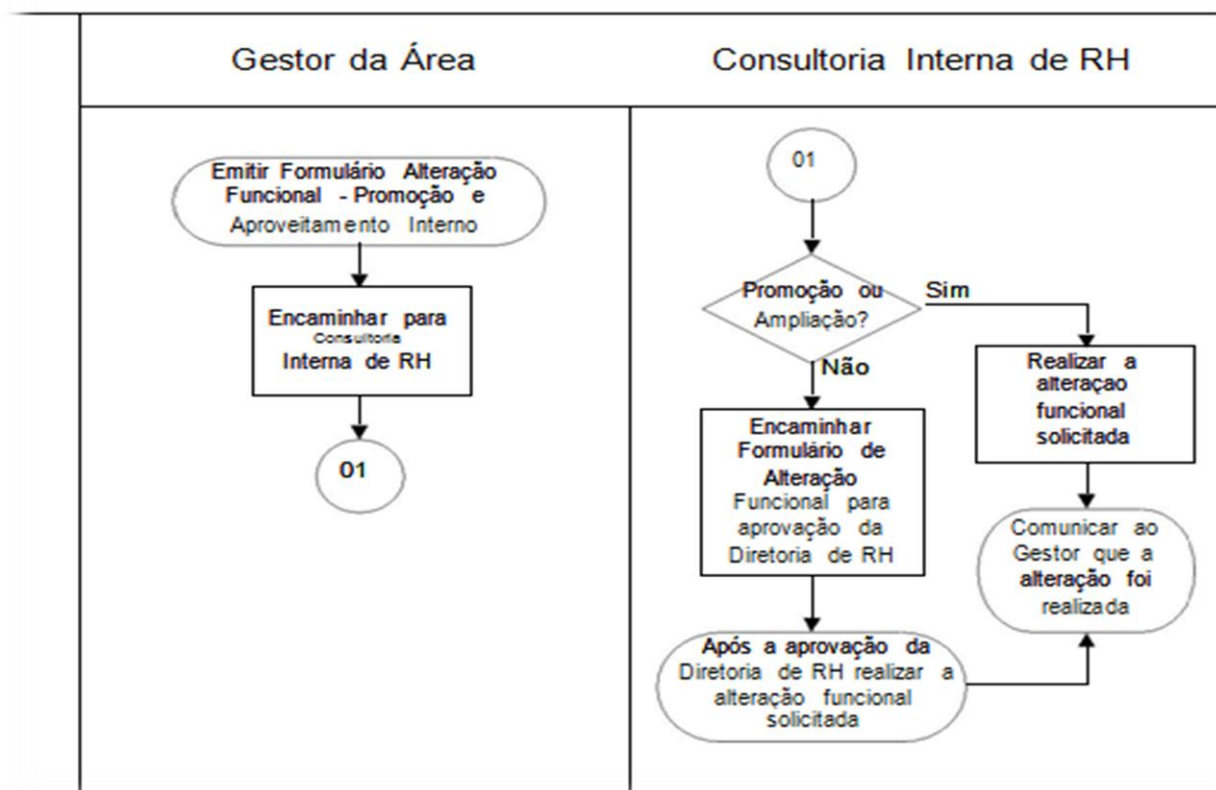 Gestor da Área
Consultoria Interna de RH
Emitir Formulário Alteração
Funcional - Promoção e
Aproveitamento Interno
Encaminhar para
Consultoria
Interna de RH
01
01
Promoção ou
Ampliação?
Sim
Não
Realizar a
alteraçao
funcional
solicitada
Encaminhar
Formulário de
Alteração
Funcional para
aprovação da
Diretoria de RH
Comunicar ao
Gestor que a
alteração foi
realizada
Após a aprovação da
Diretoria de RH realizar a
alteração funcional
solicitada